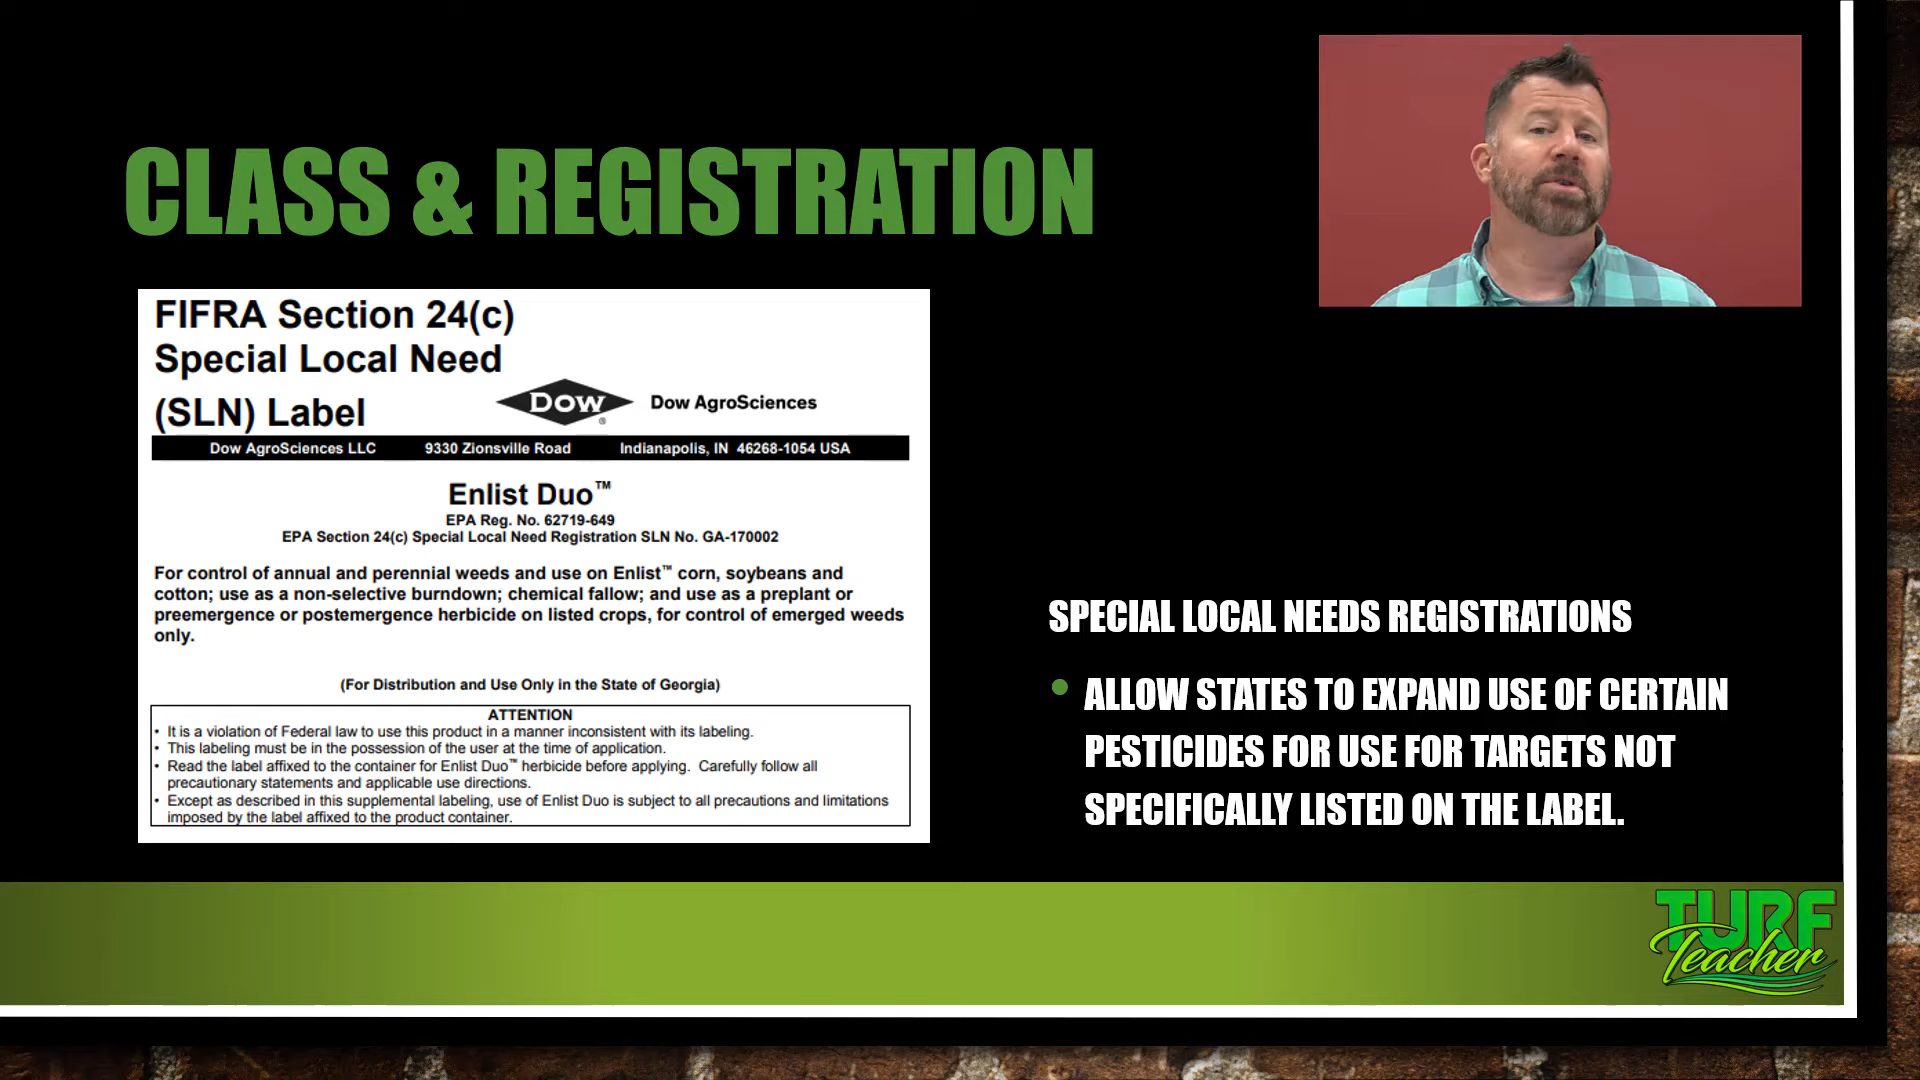 CLASS & REGISTRATION
FIFRA Section 24(c)
Special Local Need
(SLN) Label
DOW
®
Dow AgroSciences
Dow AgroSciences LLC 9330 Zionsville Road Indianapolis, IN 46268-1054 USA
Enlist Duo™
EPA Reg. No. 62719-649
EPA Section 24(c) Special Local Need Registration SLN No. GA-170002
For control of annual and perennial weeds and use on Enlist™ corn, soybeans and
cotton; use as a non-selective burndown; chemical fallow; and use as a preplant or
preemergence or postemergence herbicide on listed crops, for control of emerged weeds
only.
(For Distribution and Use Only in the State of Georgia)
ATTENTION
• It is a violation of Federal law to use this product in a manner inconsistent with its labeling.
• This labeling must be in the possession of the user at the time of application.
• Read the label affixed to the container for Enlist Duo™ herbicide before applying. Carefully follow all
precautionary statements and applicable use directions.
• Except as described in this supplemental labeling, use of Enlist Duo is subject to all precautions and limitations
imposed by the label affixed to the product container.
SPECIAL LOCAL NEEDS REGISTRATIONS
• ALLOW STATES TO EXPAND USE OF CERTAIN
PESTICIDES FOR USE FOR TARGETS NOT
SPECIFICALLY LISTED ON THE LABEL.
TURF
Teacher